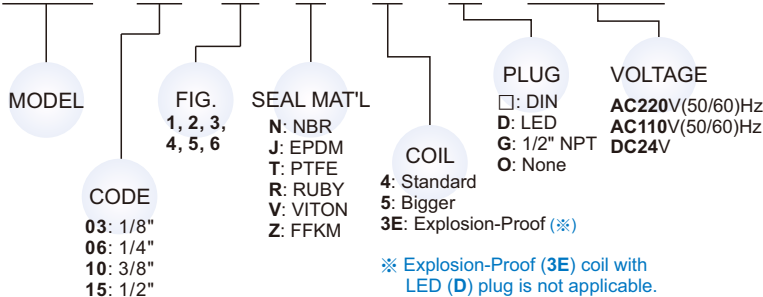 MODEL
CODE
03: 1/8"
06: 1/4"
10: 3/8"
15: 1/2"
FIG.
1, 2, 3,
4, 5, 6
SEAL MAT'L
N: NBR
J: EPDM
T: PTFE
R: RUBY
V: VITON
Z: FFKM
COIL
4: Standard
5: Bigger
3E: Explosion-Proof (※)
PLUG
□: DIN
D: LED
G: 1/2" NPT
O: None
VOLTAGE
AC220V(50/60)Hz
AC110V(50/60)Hz
DC24V
※ Explosion-Proof (3E) coil with
LED (D) plug is not applicable.